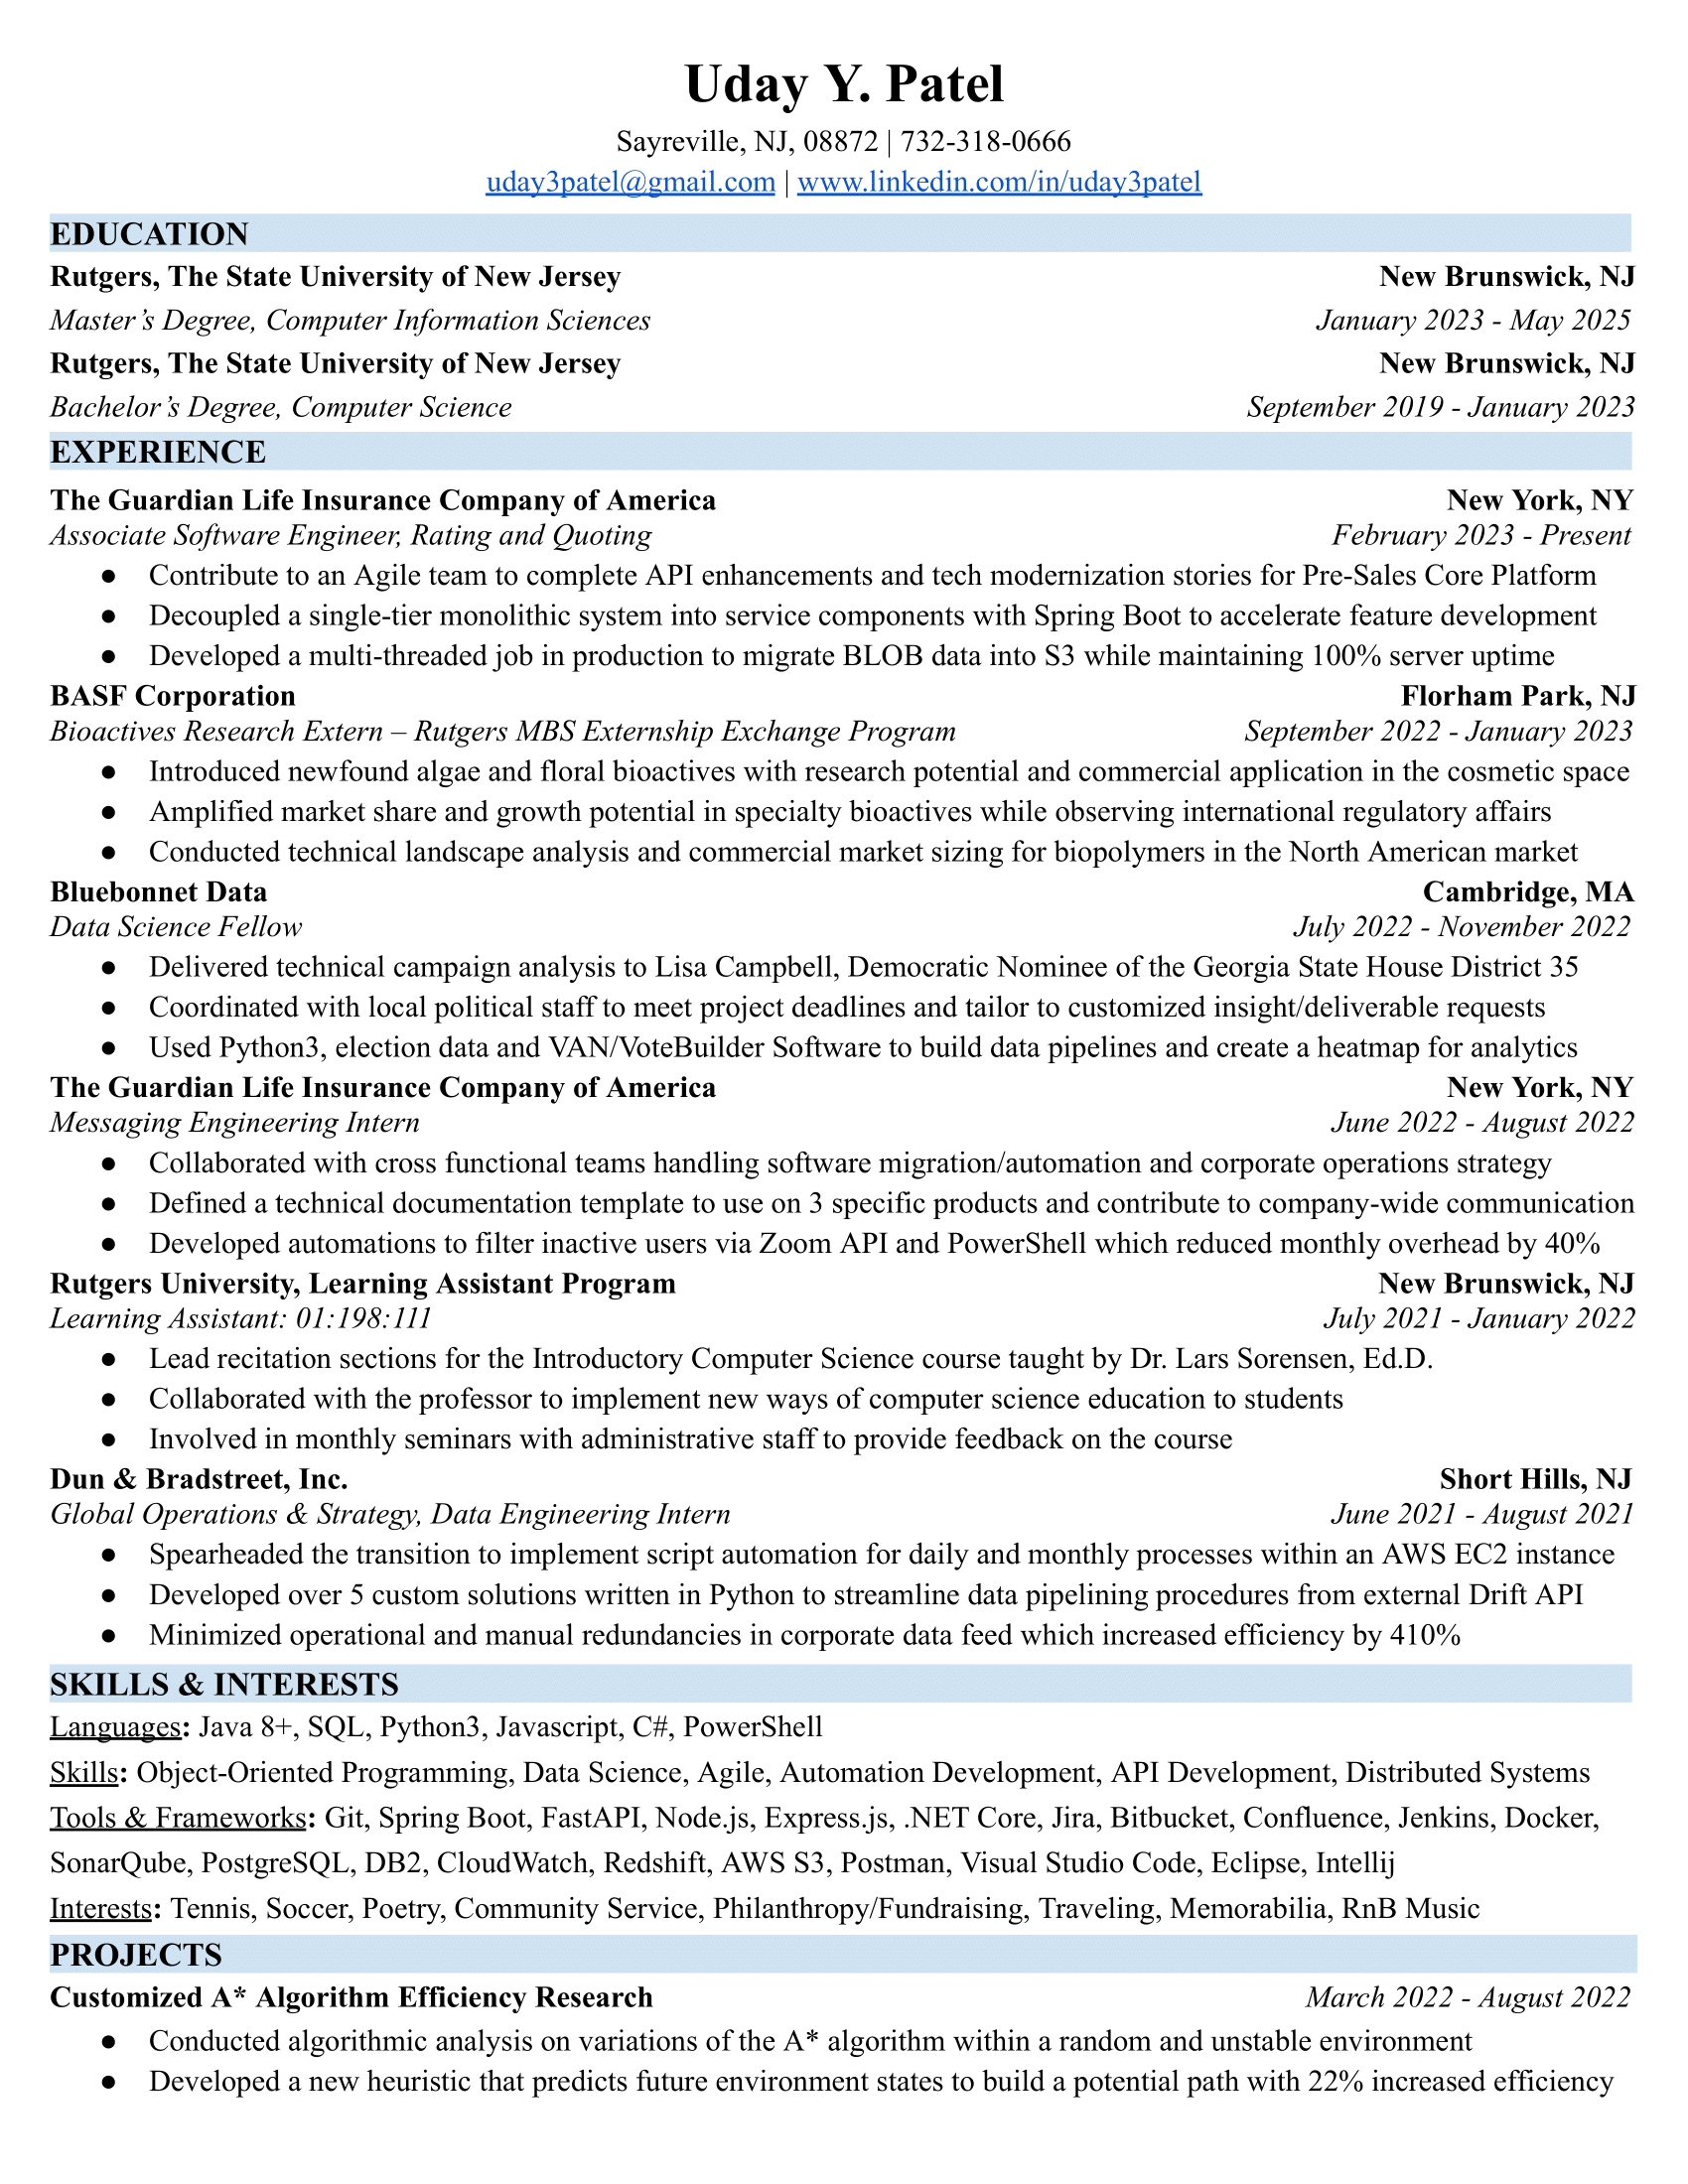 Uday Y. Patel
Sayreville, NJ, 08872 | 732-318-0666
uday3patel@gmail.com | www.linkedin.com/in/uday3patel
EDUCATION
Rutgers, The State University of New Jersey New Brunswick, NJ
Master’s Degree, Computer Information Sciences January 2023 - May 2025
Rutgers, The State University of New Jersey New Brunswick, NJ
Bachelor’s Degree, Computer Science September 2019 - January 2023
EXPERIENCE
The Guardian Life Insurance Company of America New York, NY
Associate Software Engineer, Rating and Quoting February 2023 - Present
● Contribute to an Agile team to complete API enhancements and tech modernization stories for Pre-Sales Core Platform
● Decoupled a single-tier monolithic system into service components with Spring Boot to accelerate feature development
● Developed a multi-threaded job in production to migrate BLOB data into S3 while maintaining 100% server uptime
BASF Corporation Florham Park, NJ
Bioactives Research Extern – Rutgers MBS Externship Exchange Program September 2022 - January 2023
● Introduced newfound algae and floral bioactives with research potential and commercial application in the cosmetic space
● Amplified market share and growth potential in specialty bioactives while observing international regulatory affairs
● Conducted technical landscape analysis and commercial market sizing for biopolymers in the North American market
Bluebonnet Data Cambridge, MA
Data Science Fellow July 2022 - November 2022
● Delivered technical campaign analysis to Lisa Campbell, Democratic Nominee of the Georgia State House District 35
● Coordinated with local political staff to meet project deadlines and tailor to customized insight/deliverable requests
● Used Python3, election data and VAN/VoteBuilder Software to build data pipelines and create a heatmap for analytics
The Guardian Life Insurance Company of America New York, NY
Messaging Engineering Intern June 2022 - August 2022
● Collaborated with cross functional teams handling software migration/automation and corporate operations strategy
● Defined a technical documentation template to use on 3 specific products and contribute to company-wide communication
● Developed automations to filter inactive users via Zoom API and PowerShell which reduced monthly overhead by 40%
Rutgers University, Learning Assistant Program New Brunswick, NJ
Learning Assistant: 01:198:111 July 2021 - January 2022
● Lead recitation sections for the Introductory Computer Science course taught by Dr. Lars Sorensen, Ed.D.
● Collaborated with the professor to implement new ways of computer science education to students
● Involved in monthly seminars with administrative staff to provide feedback on the course
Dun & Bradstreet, Inc. Short Hills, NJ
Global Operations & Strategy, Data Engineering Intern June 2021 - August 2021
● Spearheaded the transition to implement script automation for daily and monthly processes within an AWS EC2 instance
● Developed over 5 custom solutions written in Python to streamline data pipelining procedures from external Drift API
● Minimized operational and manual redundancies in corporate data feed which increased efficiency by 410%
SKILLS & INTERESTS
Languages: Java 8+, SQL, Python3, Javascript, C#, PowerShell
Skills: Object-Oriented Programming, Data Science, Agile, Automation Development, API Development, Distributed Systems
Tools & Frameworks: Git, Spring Boot, FastAPI, Node.js, Express.js, .NET Core, Jira, Bitbucket, Confluence, Jenkins, Docker,
SonarQube, PostgreSQL, DB2, CloudWatch, Redshift, AWS S3, Postman, Visual Studio Code, Eclipse, Intellij
Interests: Tennis, Soccer, Poetry, Community Service, Philanthropy/Fundraising, Traveling, Memorabilia, RnB Music
PROJECTS
Customized A* Algorithm Efficiency Research March 2022 - August 2022
● Conducted algorithmic analysis on variations of the A* algorithm within a random and unstable environment
● Developed a new heuristic that predicts future environment states to build a potential path with 22% increased efficiency